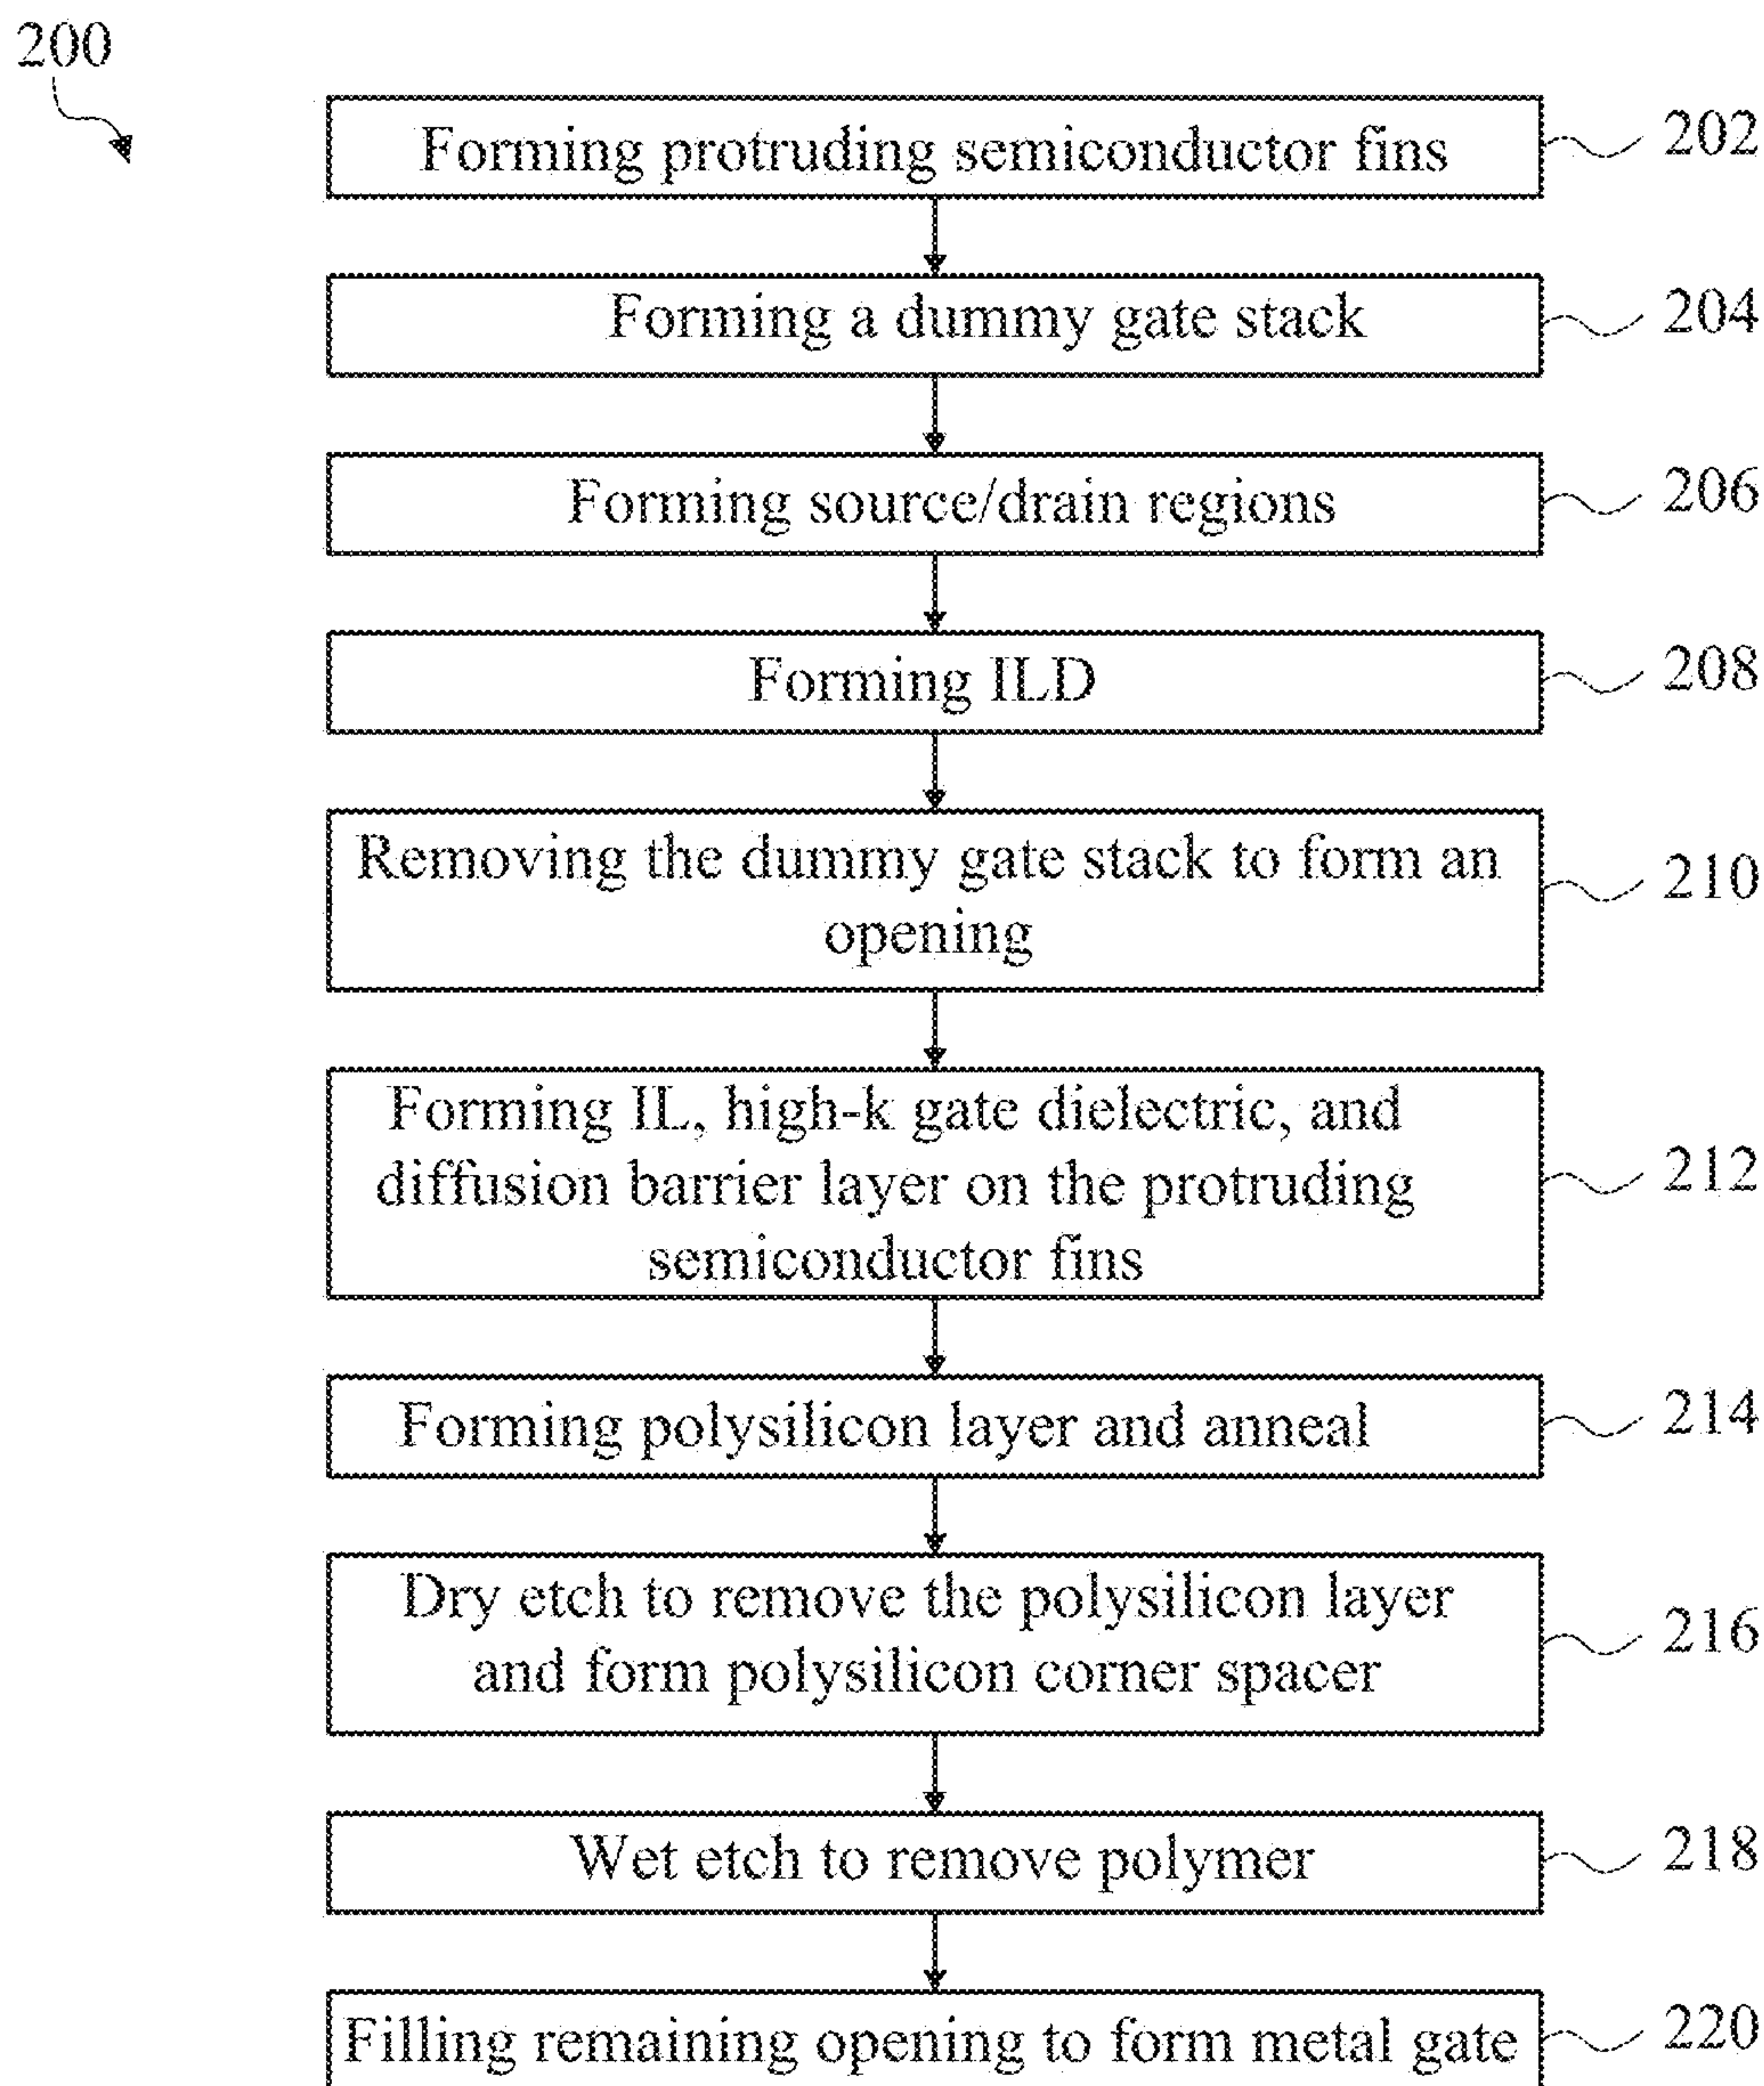 200
Forming protruding semiconductor fins
202
Forming a dummy gate stack
204
Forming source/drain regions
206
Forming ILD
208
Removing the dummy gate stack to form an
opening
210
Forming IL, high-k gate dielectric, and
diffusion barrier layer on the protruding
semiconductor fins
212
Forming polysilicon layer and anneal
214
Dry etch to remove the polysilicon layer
and form polysilicon corner spacer
216
Wet etch to remove polymer
218
Filling remaining opening to form metal gate
220